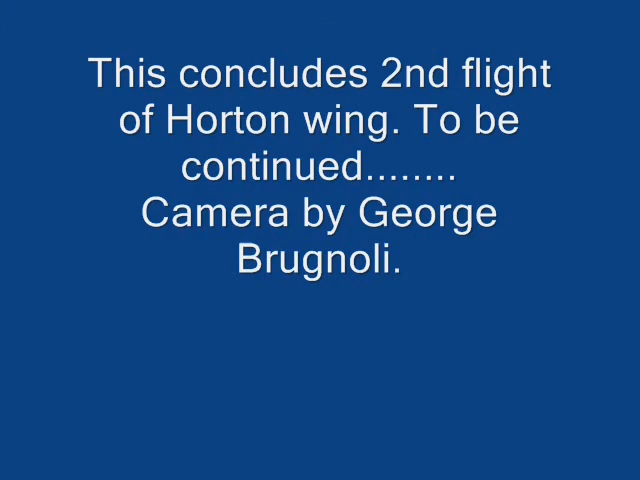 This concludes 2nd flight
of Horton wing. To be
continued........
Camera by George
Brugnoli.